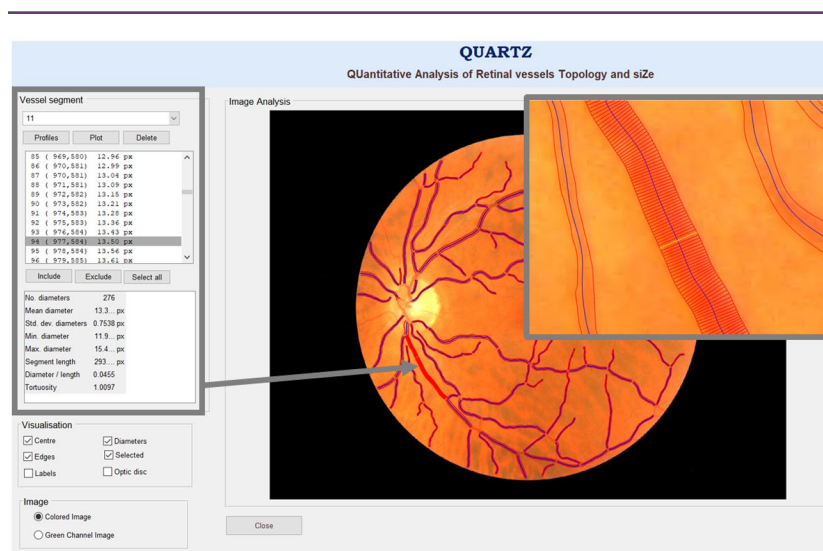 QUARTZ
QUantitative Analysis of Retinal vessels Topology and siZe
Vessel segment
11
Profiles Plot Delete
85 ( 969,580) 12.96 px
86 ( 970,581) 12.99 px
87 ( 970,581) 13.04 px
88 ( 971,581) 13.09 px
89 ( 972,582) 13.15 px
90 ( 973,582) 13.21 px
91 ( 974,583) 13.28 px
92 ( 975,583) 13.36 px
93 ( 976,584) 13.43 px
94 ( 977,584) 13.50 px
95 ( 978,584) 13.56 px
96 ( 979,585) 13.61 px
Include Exclude Select all
No. diameters 276
Mean diameter 13.3... px
Std. dev. diameters 0.7538 px
Min. diameter 11.9... px
Max. diameter 15.4... px
Segment length 293.... px
Diameter / length 0.0455
Tortuosity 1.0097
Visualisation
Centre Diameters
Edges Selected
Labels Optic disc
Image
Colored Image
Green Channel Image
Image Analysis
Close